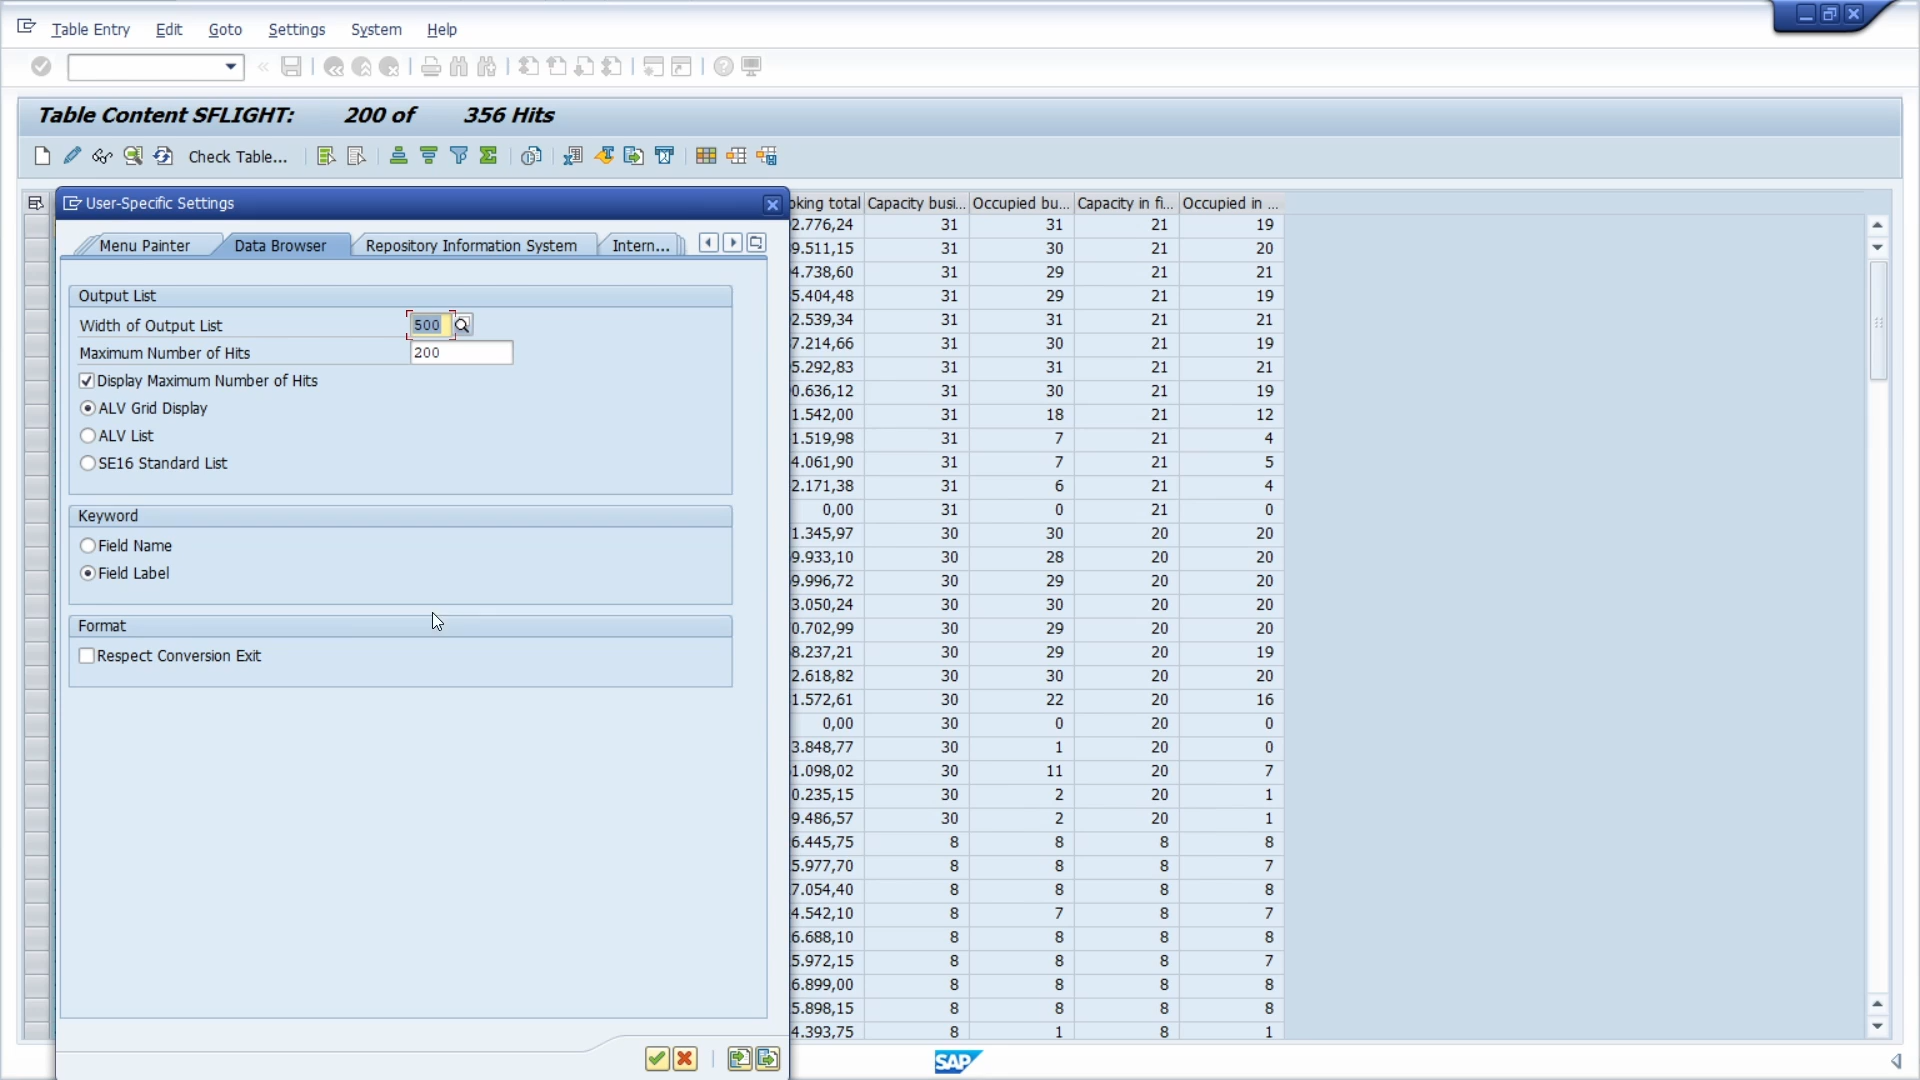 Table Entry Edit Goto Settings System Help
Table Content SFLIGHT: 200 of 356 Hits
Check Table...
User-Specific Settings
Menu Painter Data Browser Repository Information System Intern...
Output List
Width of Output List 500
Maximum Number of Hits 200
Display Maximum Number of Hits
ALV Grid Display
ALV List
SE16 Standard List
Keyword
Field Name
Field Label
Format
Respect Conversion Exit
oking total Capacity busi... Occupied bu... Capacity in fi... Occupied in ...
2.776,24 31 31 21 19
9.511,15 31 30 21 20
4.738,60 31 29 21 21
5.404,48 31 29 21 19
2.539,34 31 31 21 21
7.214,66 31 30 21 19
5.292,83 31 31 21 21
0.636,12 31 30 21 19
1.542,00 31 18 21 12
1.519,98 31 7 21 4
4.061,90 31 7 21 5
2.171,38 31 6 21 4
0,00 31 0 21 0
1.345,97 30 30 20 20
9.933,10 30 28 20 20
9.996,72 30 29 20 20
3.050,24 30 30 20 20
0.702,99 30 29 20 20
8.237,21 30 29 20 19
2.618,82 30 30 20 20
1.572,61 30 22 20 16
0,00 30 0 20 0
3.848,77 30 1 20 0
1.098,02 30 11 20 7
0.235,15 30 2 20 1
9.486,57 30 2 20 1
6.445,75 8 8 8 8
5.977,70 8 8 8 7
7.054,40 8 8 8 8
4.542,10 8 7 8 7
6.688,10 8 8 8 8
5.972,15 8 8 8 7
6.899,00 8 8 8 8
5.898,15 8 8 8 8
4.393,75 8 1 8 1
SAP